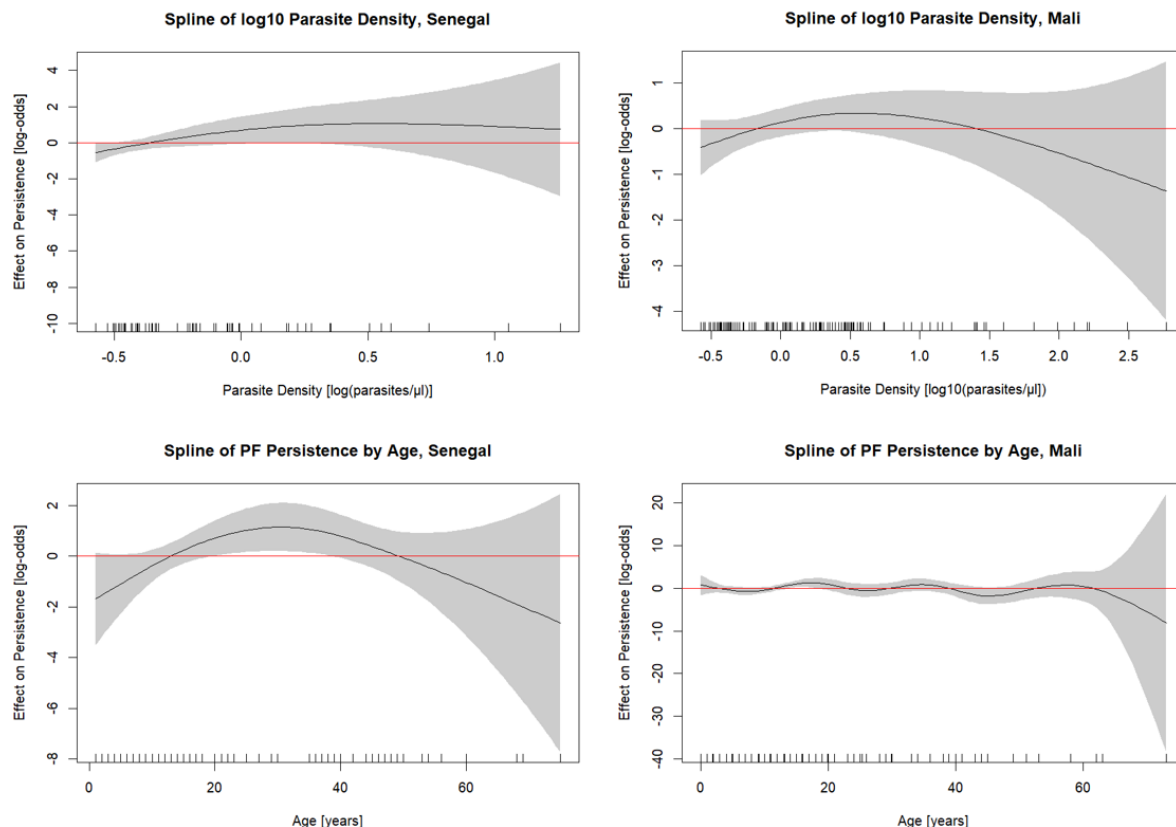 Spline of log10 Parasite Density, Senegal
Effect on Persistence [log-odds]
4
2
0
-2
-4
-6
-8
-10
-0.5 0.0 0.5 1.0
Parasite Density [log(parasites/µl)]
Spline of log10 Parasite Density, Mali
Effect on Persistence [log-odds]
1
0
-1
-2
-3
-4
-0.5 0.0 0.5 1.0 1.5 2.0 2.5
Parasite Density [log10(parasites/µl])
Spline of PF Persistence by Age, Senegal
Effect on Persistence [log-odds]
2
0
-2
-4
-6
-8
0 20 40 60
Age [years]
Spline of PF Persistence by Age, Mali
Effect on Persistence [log-odds]
20
10
0
-10
-20
-30
-40
0 20 40 60
Age [years]